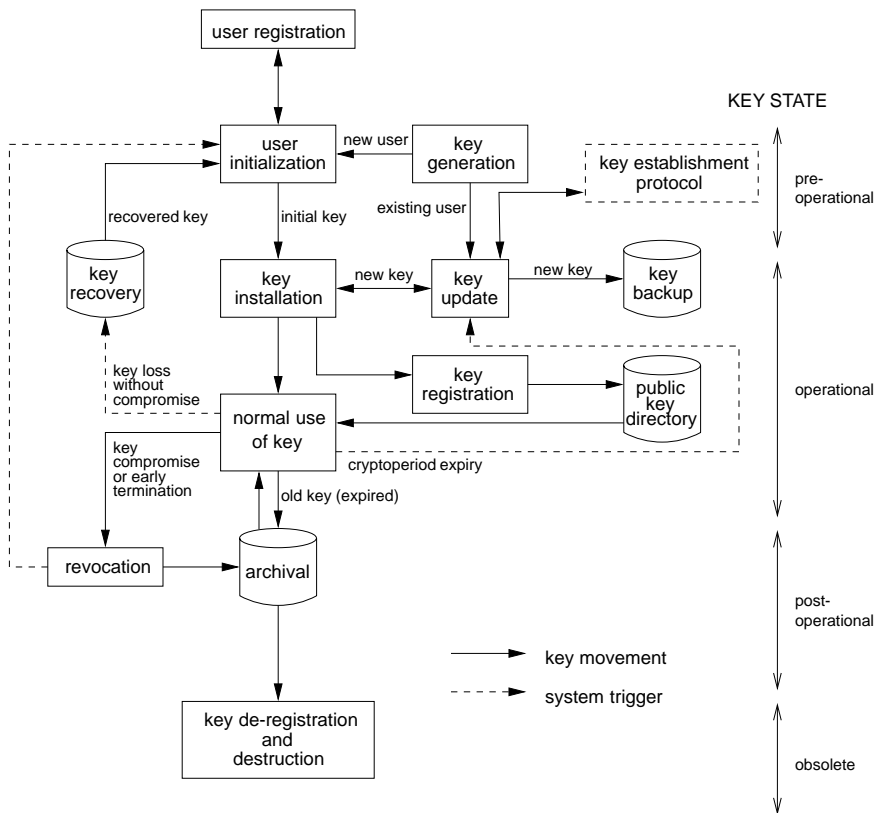 user registration
KEY STATE
user
initialization
new user
key
generation
key establishment
protocol
pre-
operational
recovered key
initial key
existing user
key
recovery
key
installation
new key
key
update
new key
key
backup
key loss
without
compromise
key
registration
public
key
directory
operational
normal use
of key
key
compromise
or early
termination
cryptoperiod expiry
old key (expired)
revocation
archival
post-
operational
key movement
system trigger
key de-registration
and
destruction
obsolete